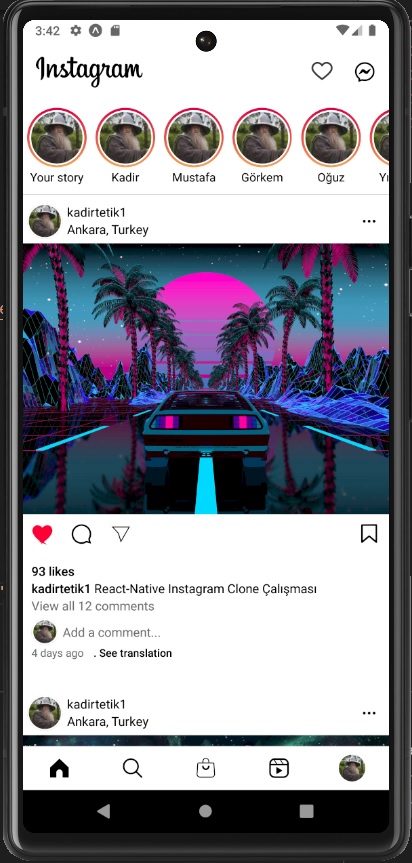 3:42
Instagram
Your story
Kadir
Mustafa
Görkem
Oğuz
kadirtetik1
Ankara, Turkey
93 likes
kadirtetik1 React-Native Instagram Clone Çalışması
View all 12 comments
Add a comment...
4 days ago . See translation
kadirtetik1
Ankara, Turkey